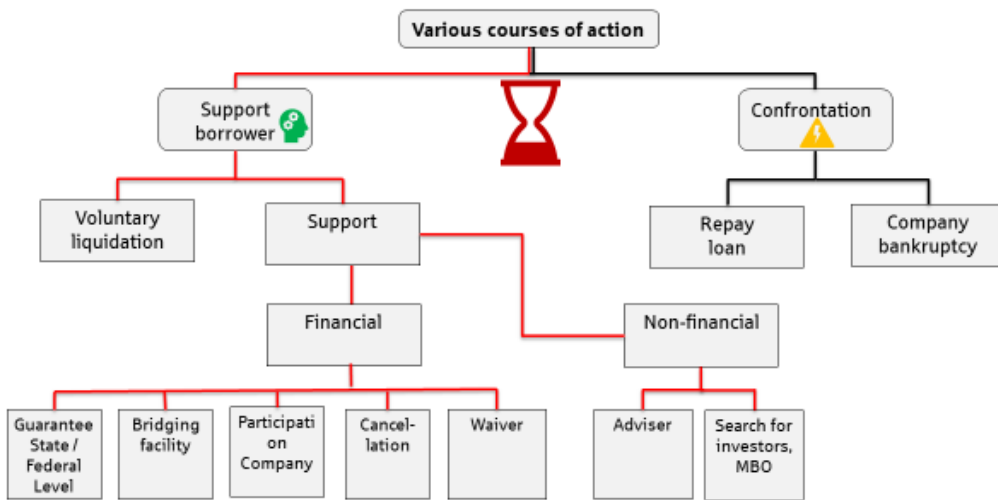 Various courses of action
Support
borrower
Confrontation
Voluntary
liquidation
Support
Repay
loan
Company
bankruptcy
Financial
Non-financial
Guarantee
State /
Federal
Level
Bridging
facility
Participati
on
Company
Cancel-
lation
Waiver
Adviser
Search for
investors,
MBO